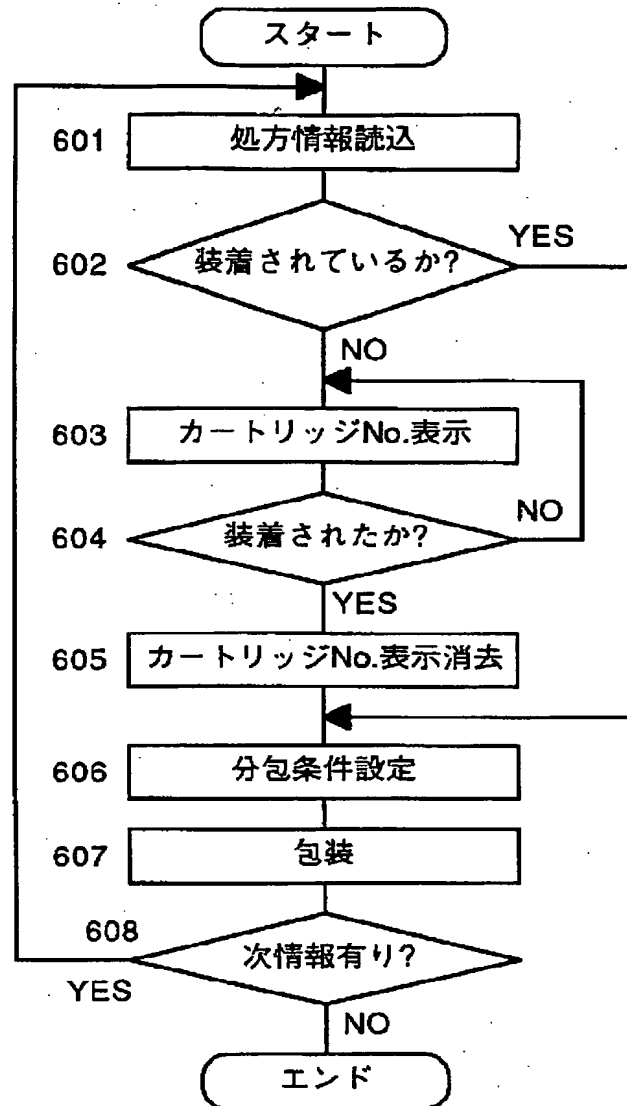 スタート
601 処方情報読込
602 装着されているか? YES
NO
603 カートリッジNo.表示
604 装着されたか? NO
YES
605 カートリッジNo.表示消去
606 分包条件設定
607 包装
608 次情報有り?
YES
NO
エンド